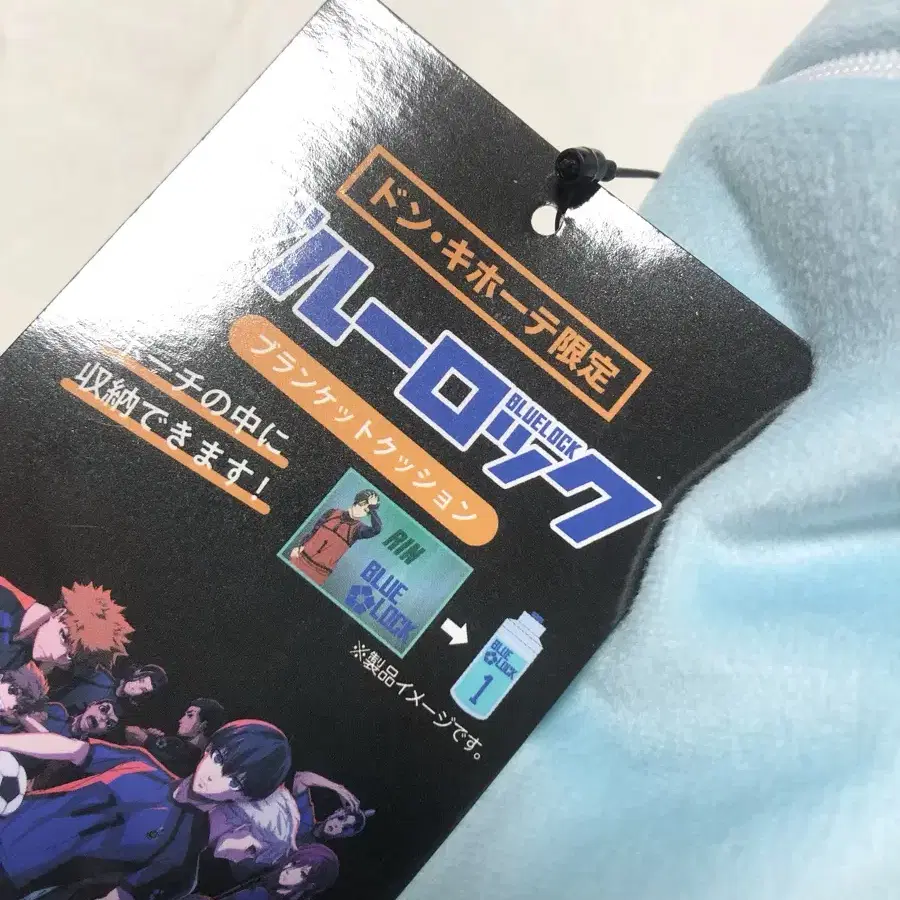 ドン・キホーテ限定
ブルーロック
BLUELOCK
ブランケットクッション
ポーチの中に
収納できます!
RIN
BLUE
LOCK
1
BLUE
LOCK
1
※製品イメージです。